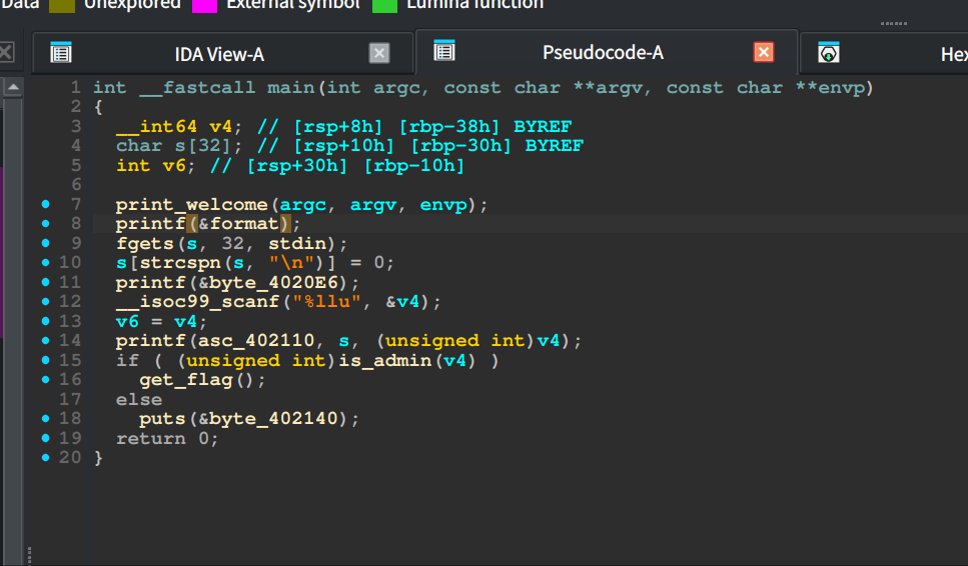 Data Unexplored External symbol Lumina function
IDA View-A Pseudocode-A Hex
1 int __fastcall main(int argc, const char **argv, const char **envp)
2 {
3 __int64 v4; // [rsp+8h] [rbp-38h] BYREF
4 char s[32]; // [rsp+10h] [rbp-30h] BYREF
5 int v6; // [rsp+30h] [rbp-10h]
6
7 print_welcome(argc, argv, envp);
8 printf(&format);
9 fgets(s, 32, stdin);
10 s[strcspn(s, "\n")] = 0;
11 printf(&byte_4020E6);
12 __isoc99_scanf("%llu", &v4);
13 v6 = v4;
14 printf(asc_402110, s, (unsigned int)v4);
15 if ( (unsigned int)is_admin(v4) )
16 get_flag();
17 else
18 puts(&byte_402140);
19 return 0;
20 }